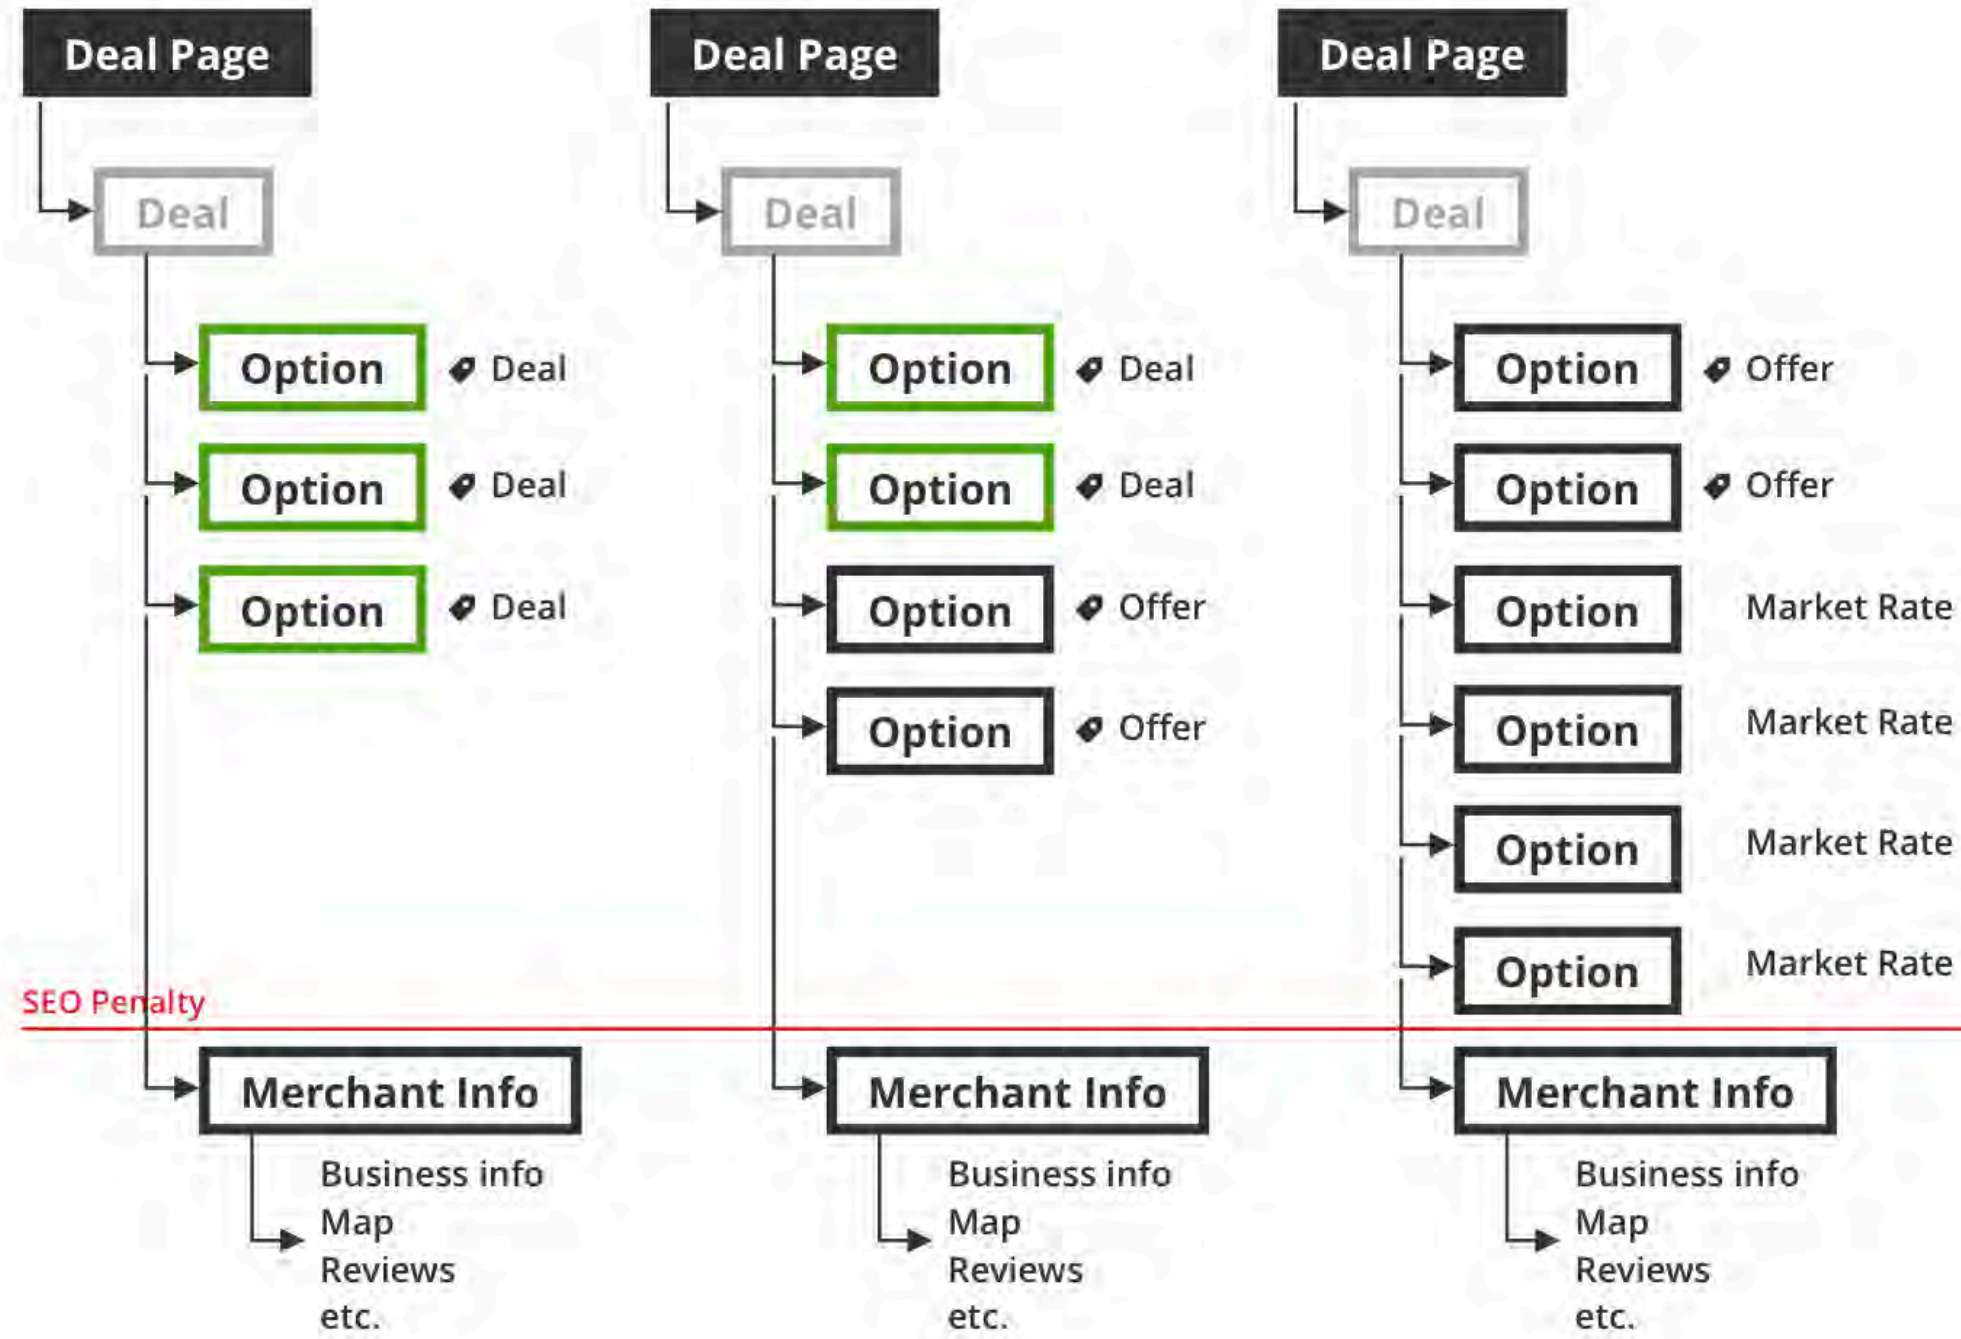 Deal Page
Deal
Option Deal
Option Deal
Option Deal
Merchant Info
Business info
Map
Reviews
etc.
Deal Page
Deal
Option Deal
Option Deal
Option Offer
Option Offer
Merchant Info
Business info
Map
Reviews
etc.
Deal Page
Deal
Option Offer
Option Offer
Option Market Rate
Option Market Rate
Option Market Rate
Option Market Rate
Merchant Info
Business info
Map
Reviews
etc.
SEO Penalty